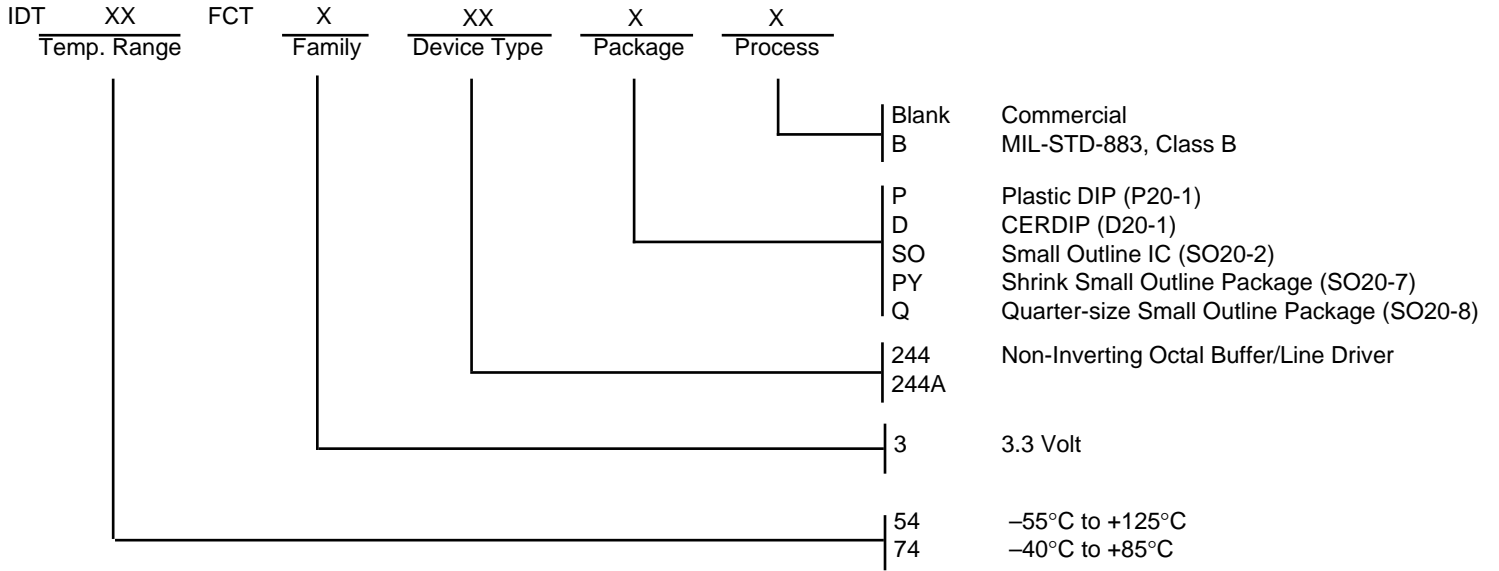 IDT XX FCT X XX X X
Temp. Range Family Device Type Package Process
Blank Commercial
B MIL-STD-883, Class B
P Plastic DIP (P20-1)
D CERDIP (D20-1)
SO Small Outline IC (SO20-2)
PY Shrink Small Outline Package (SO20-7)
Q Quarter-size Small Outline Package (SO20-8)
244 Non-Inverting Octal Buffer/Line Driver
244A
3 3.3 Volt
54 –55°C to +125°C
74 –40°C to +85°C